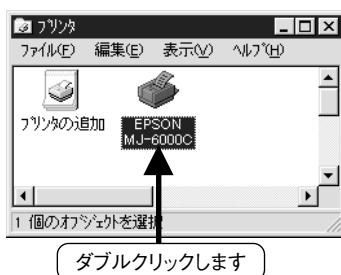 プリンタ
ファイル(F) 編集(E) 表示(V) ヘルプ(H)
プリンタの追加
EPSON
MJ-6000C
1 個のオブジェクトを選択
ダブルクリックします